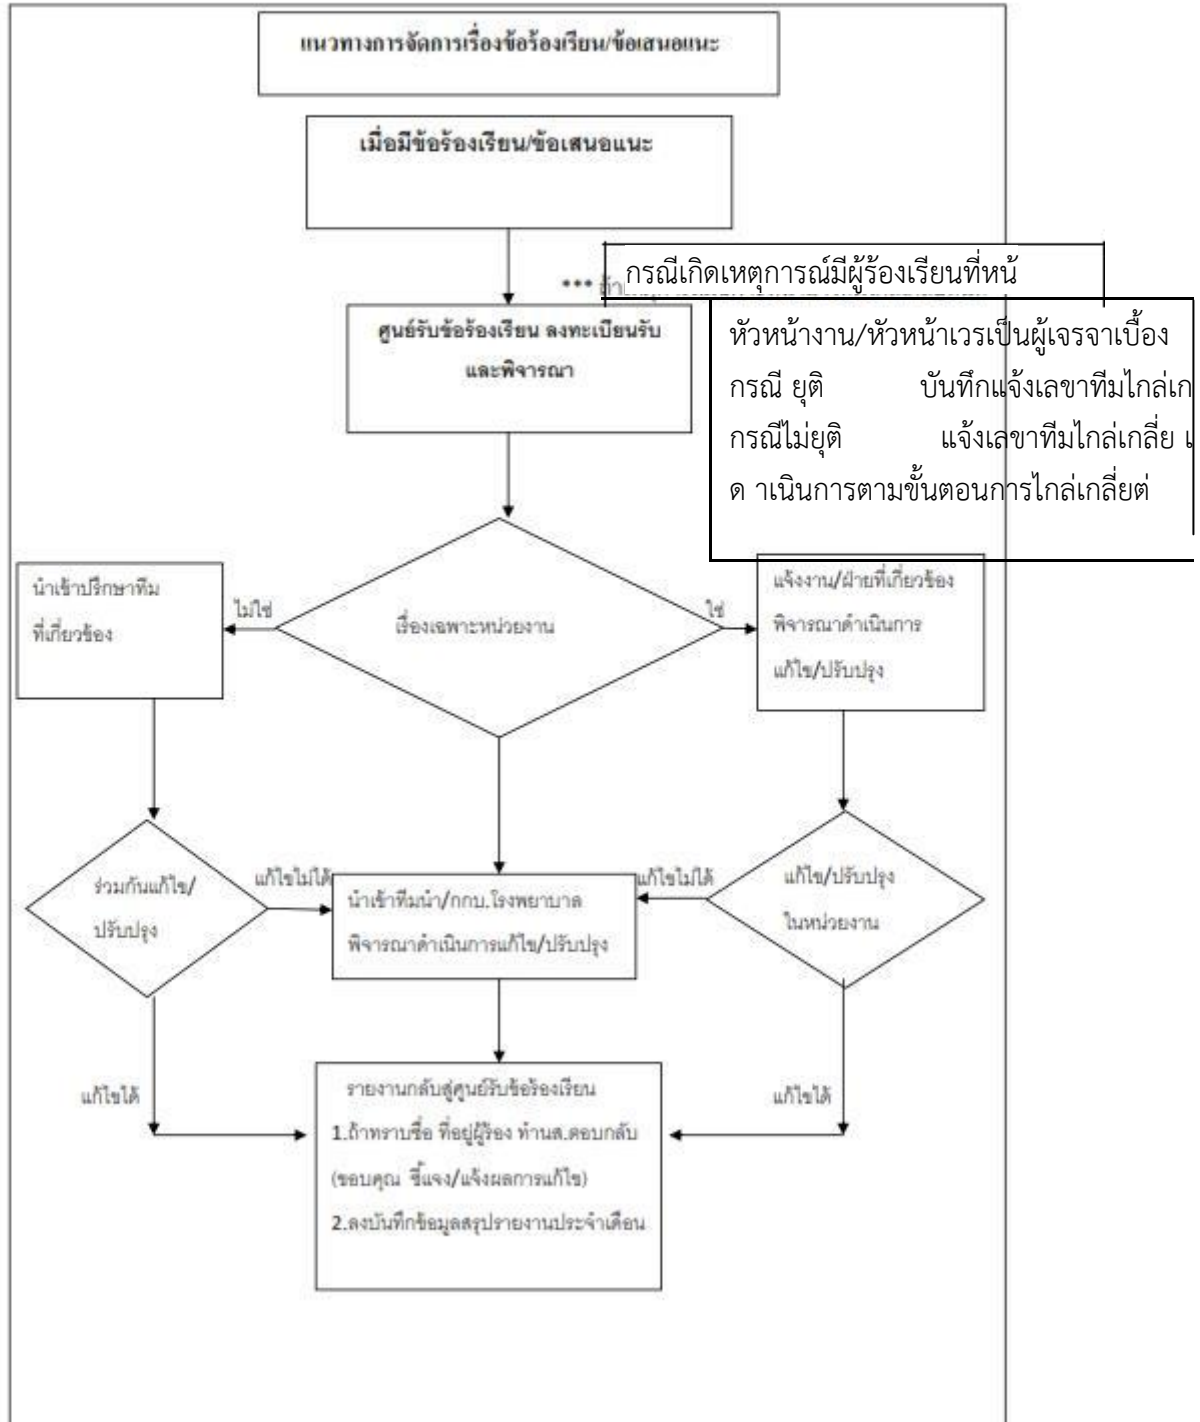 แนวทางการจัดการเรื่องข้อร้องเรียน/ข้อเสนอแนะ
เมื่อมีข้อร้องเรียน/ข้อเสนอแนะ
กรณีเกิดเหตุการณ์มีผู้ร้องเรียนที่หน้
***
ศูนย์รับข้อร้องเรียน ลงทะเบียนรับ
และพิจารณา
หัวหน้างาน/หัวหน้าเวรเป็นผู้เจรจาเบื้อง
กรณี ยุติ บันทึกแจ้งเลขาทีมไกล่เก
กรณีไม่ยุติ แจ้งเลขาทีมไกล่เกลี่ย แ
ด าเนินการตามขั้นตอนการไกล่เกลี่ยต่
นำเข้าปรึกษาทีม
ที่เกี่ยวข้อง
ไม่ใช่
เรื่องเฉพาะหน่วยงาน
ใช่
แจ้งงาน/ฝ่ายที่เกี่ยวข้อง
พิจารณาดำเนินการ
แก้ไข/ปรับปรุง
ร่วมกันแก้ไข/
ปรับปรุง
แก้ไขไม่ได้
นำเข้าทีมนำ/กกบ.โรงพยาบาล
พิจารณาดำเนินการแก้ไข/ปรับปรุง
แก้ไขไม่ได้
แก้ไข/ปรับปรุง
ในหน่วยงาน
แก้ไขได้
รายงานกลับสู่ศูนย์รับข้อร้องเรียน
1.ถ้าทราบชื่อ ที่อยู่ผู้ร้อง ทำนส.ตอบกลับ
(ขอบคุณ ชี้แจง/แจ้งผลการแก้ไข)
2.ลงบันทึกข้อมูลสรุปรายงานประจำเดือน
แก้ไขได้